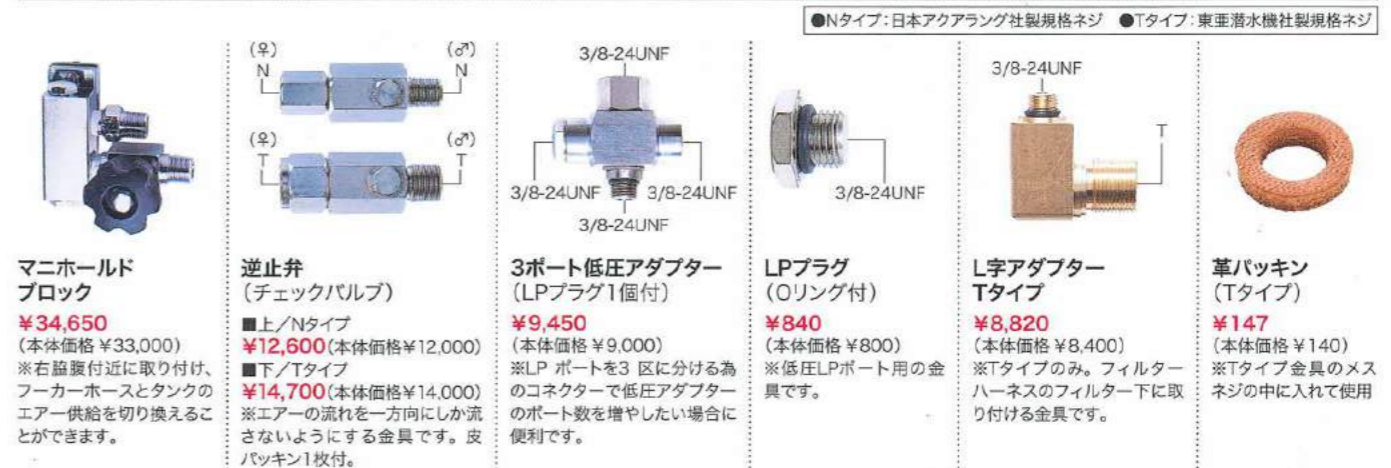 ●Nタイプ:日本アクアラング社製規格ネジ ●Tタイプ:東亜潜水機社製規格ネジ
マニホールド
ブロック
¥34,650
(本体価格 ¥33,000)
※右脇腹付近に取り付け、
フーカーホースとタンクの
エアー供給を切り換えるこ
とができます。
(♀) (♂)
N N
(♀) (♂)
T T
逆止弁
(チェックバルブ)
■上/Nタイプ
¥12,600(本体価格¥12,000)
■下/Tタイプ
¥14,700(本体価格¥14,000)
※エアーの流れを一方向にしか流
さないようにする金具です。皮
パッキン1枚付。
3/8-24UNF
3/8-24UNF 3/8-24UNF
3/8-24UNF
3ポート低圧アダプター
(LPプラグ1個付)
¥9,450
(本体価格 ¥9,000)
※LP ポートを3 区に分ける為
のコネクターで低圧アダプター
のポート数を増やしたい場合に
便利です。
3/8-24UNF
LPプラグ
(Oリング付)
¥840
(本体価格 ¥800)
※低圧LPポート用の金
具です。
3/8-24UNF
T
L字アダプター
Tタイプ
¥8,820
(本体価格 ¥8,400)
※Tタイプのみ。フィルター
ハーネスのフィルター下に取
り付ける金具です。
革パッキン
(Tタイプ)
¥147
(本体価格 ¥140)
※Tタイプ金具のメス
ネジの中に入れて使用